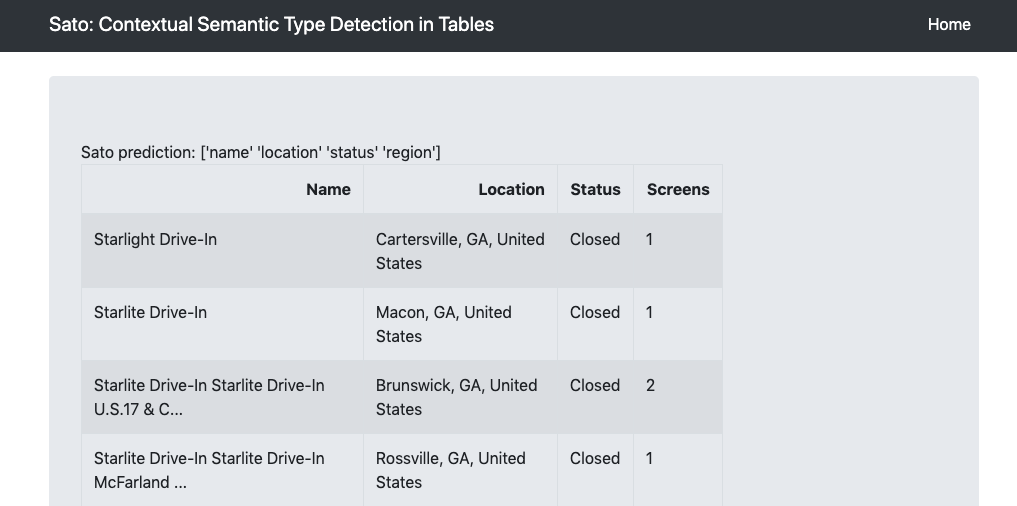 Sato: Contextual Semantic Type Detection in Tables Home
Sato prediction: ['name' 'location' 'status' 'region']
Name Location Status Screens
Starlight Drive-In Cartersville, GA, United Closed 1
States
Starlite Drive-In Macon, GA, United Closed 1
States
Starlite Drive-In Starlite Drive-In Brunswick, GA, United Closed 2
U.S.17 & C... States
Starlite Drive-In Starlite Drive-In Rossville, GA, United Closed 1
McFarland ... States